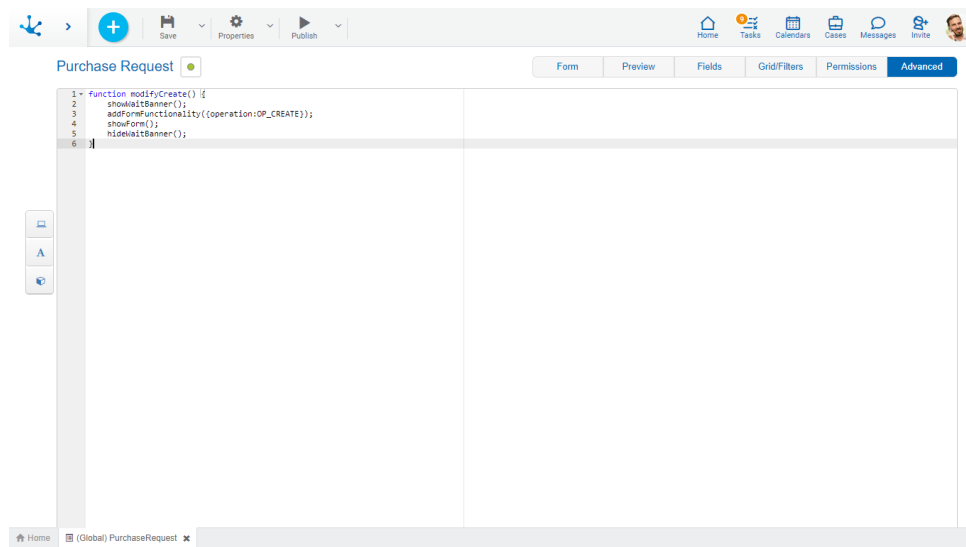 Save
Properties
Publish
Home
9
Tasks
Calendars
Cases
Messages
Invite
Purchase Request
Form
Preview
Fields
Grid/Filters
Permissions
Advanced
1 function modifyCreate() {
2 showWaitBanner();
3 addFormFunctionality({operation:OP_CREATE});
4 showForm();
5 hideWaitBanner();
6 }
A
Home
(Global) PurchaseRequest